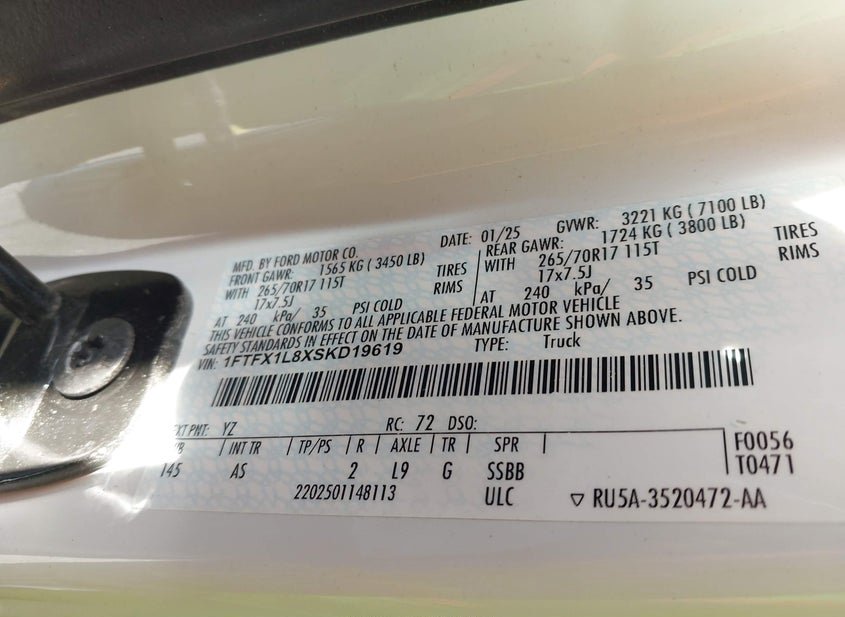 MFD. BY FORD MOTOR CO.
DATE: 01/25
GVWR: 3221 KG ( 7100 LB)
FRONT GAWR: 1565 KG ( 3450 LB)
REAR GAWR: 1724 KG ( 3800 LB)
WITH 265/70R17 115T TIRES
WITH 265/70R17 115T TIRES
17x7.5J RIMS
17x7.5J RIMS
AT 240 kPa/ 35 PSI COLD
AT 240 kPa/ 35 PSI COLD
THIS VEHICLE CONFORMS TO ALL APPLICABLE FEDERAL MOTOR VEHICLE
SAFETY STANDARDS IN EFFECT ON THE DATE OF MANUFACTURE SHOWN ABOVE.
VIN: 1FTFX1L8XSKD19619
TYPE: Truck
EXT PNT: YZ RC: 72 DSO:
INT TR TP/PS R AXLE TR SPR F0056
145 AS 2 L9 G SSBB T0471
2202501148113 ULC RU5A-3520472-AA